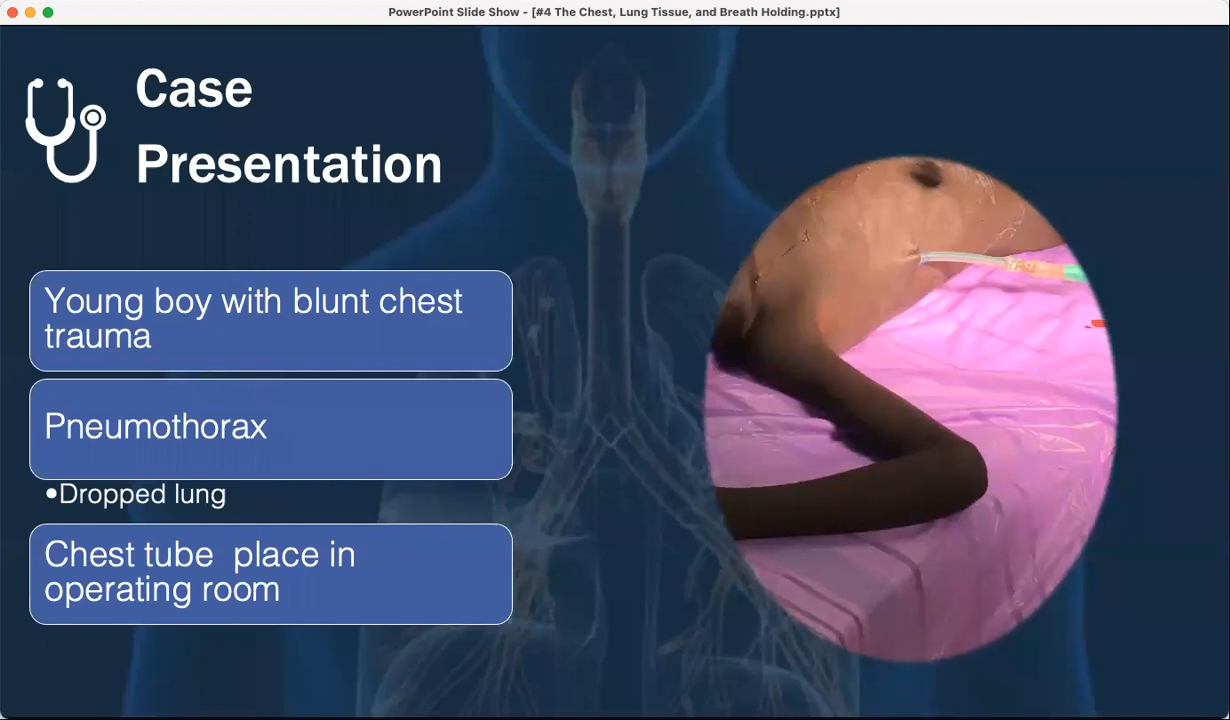 PowerPoint Slide Show - [#4 The Chest, Lung Tissue, and Breath Holding.pptx]
Case
Presentation
Young boy with blunt chest
trauma
Pneumothorax
•Dropped lung
Chest tube  place in
operating room